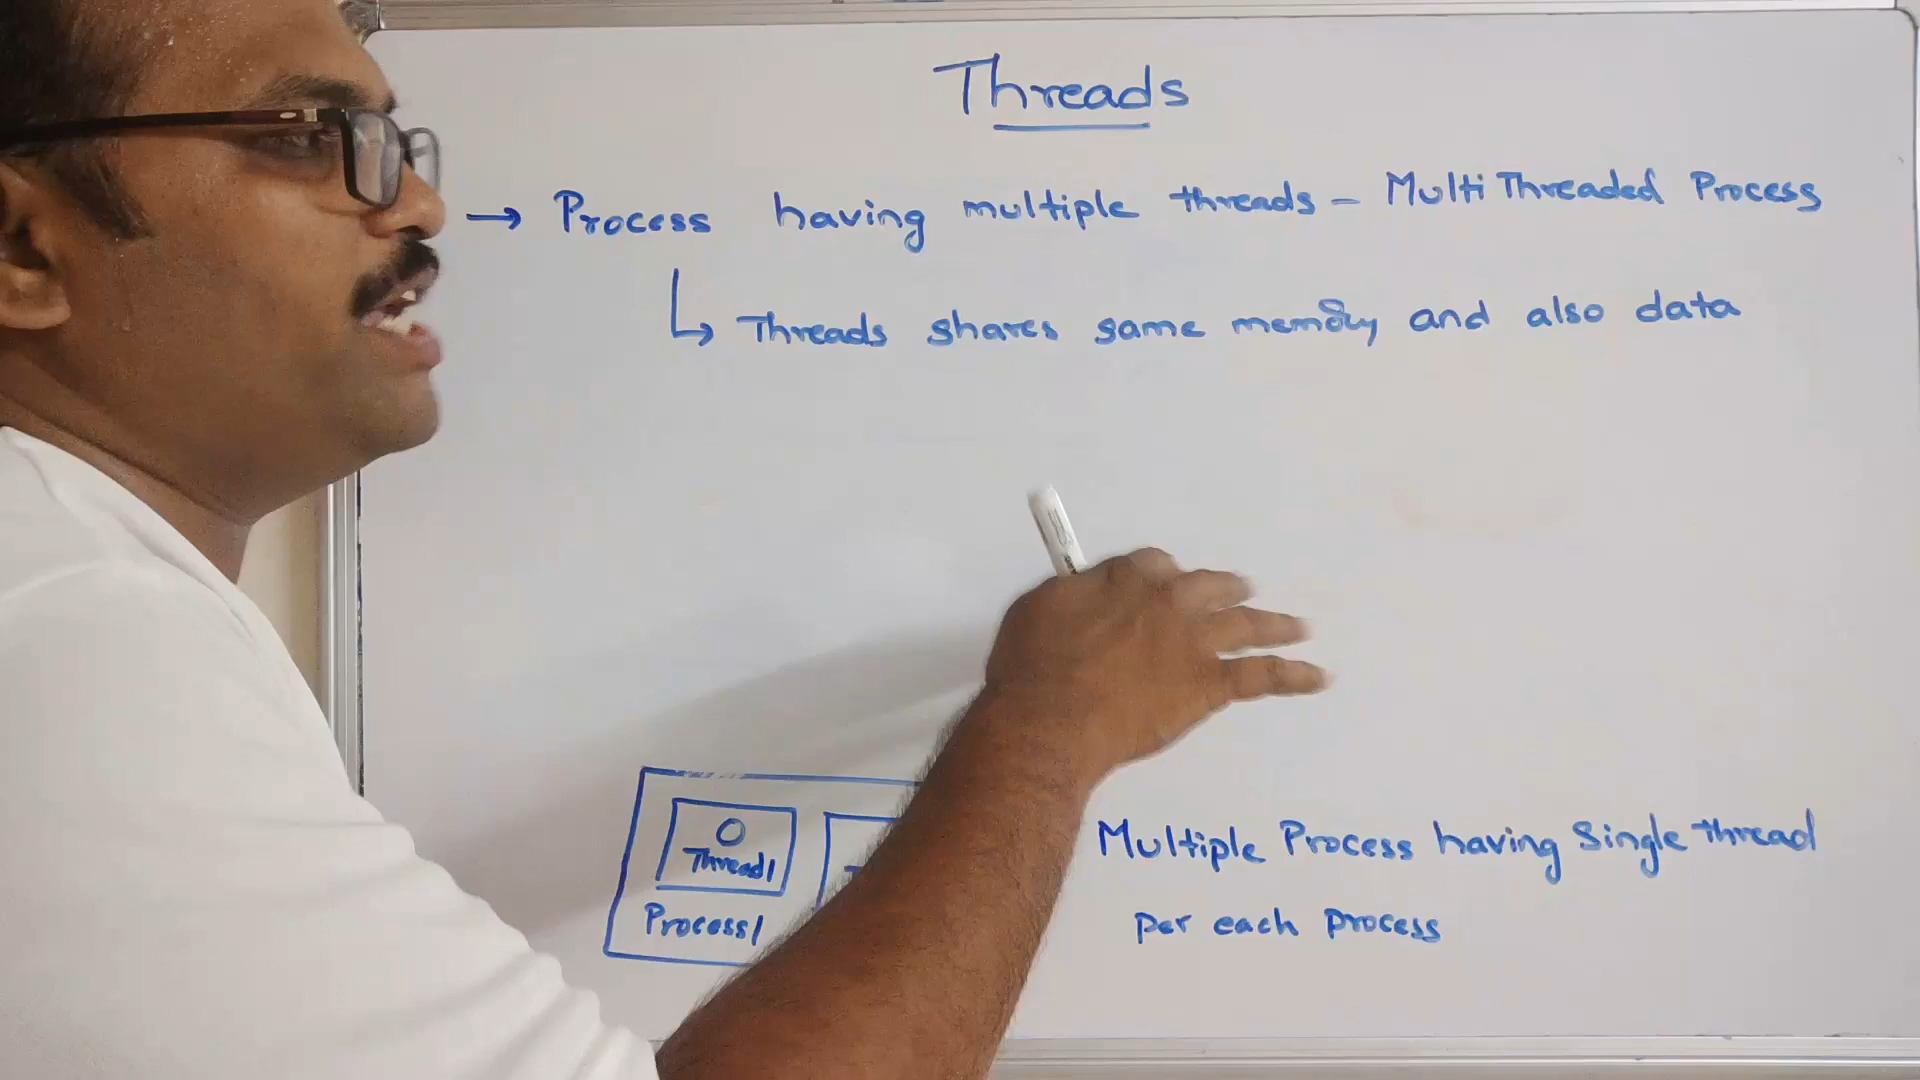 Threads
→ Process having multiple threads - Multi Threaded Process
↳ Threads shares same memory and also data
Thread1
Process1
Multiple Process having Single thread
per each process